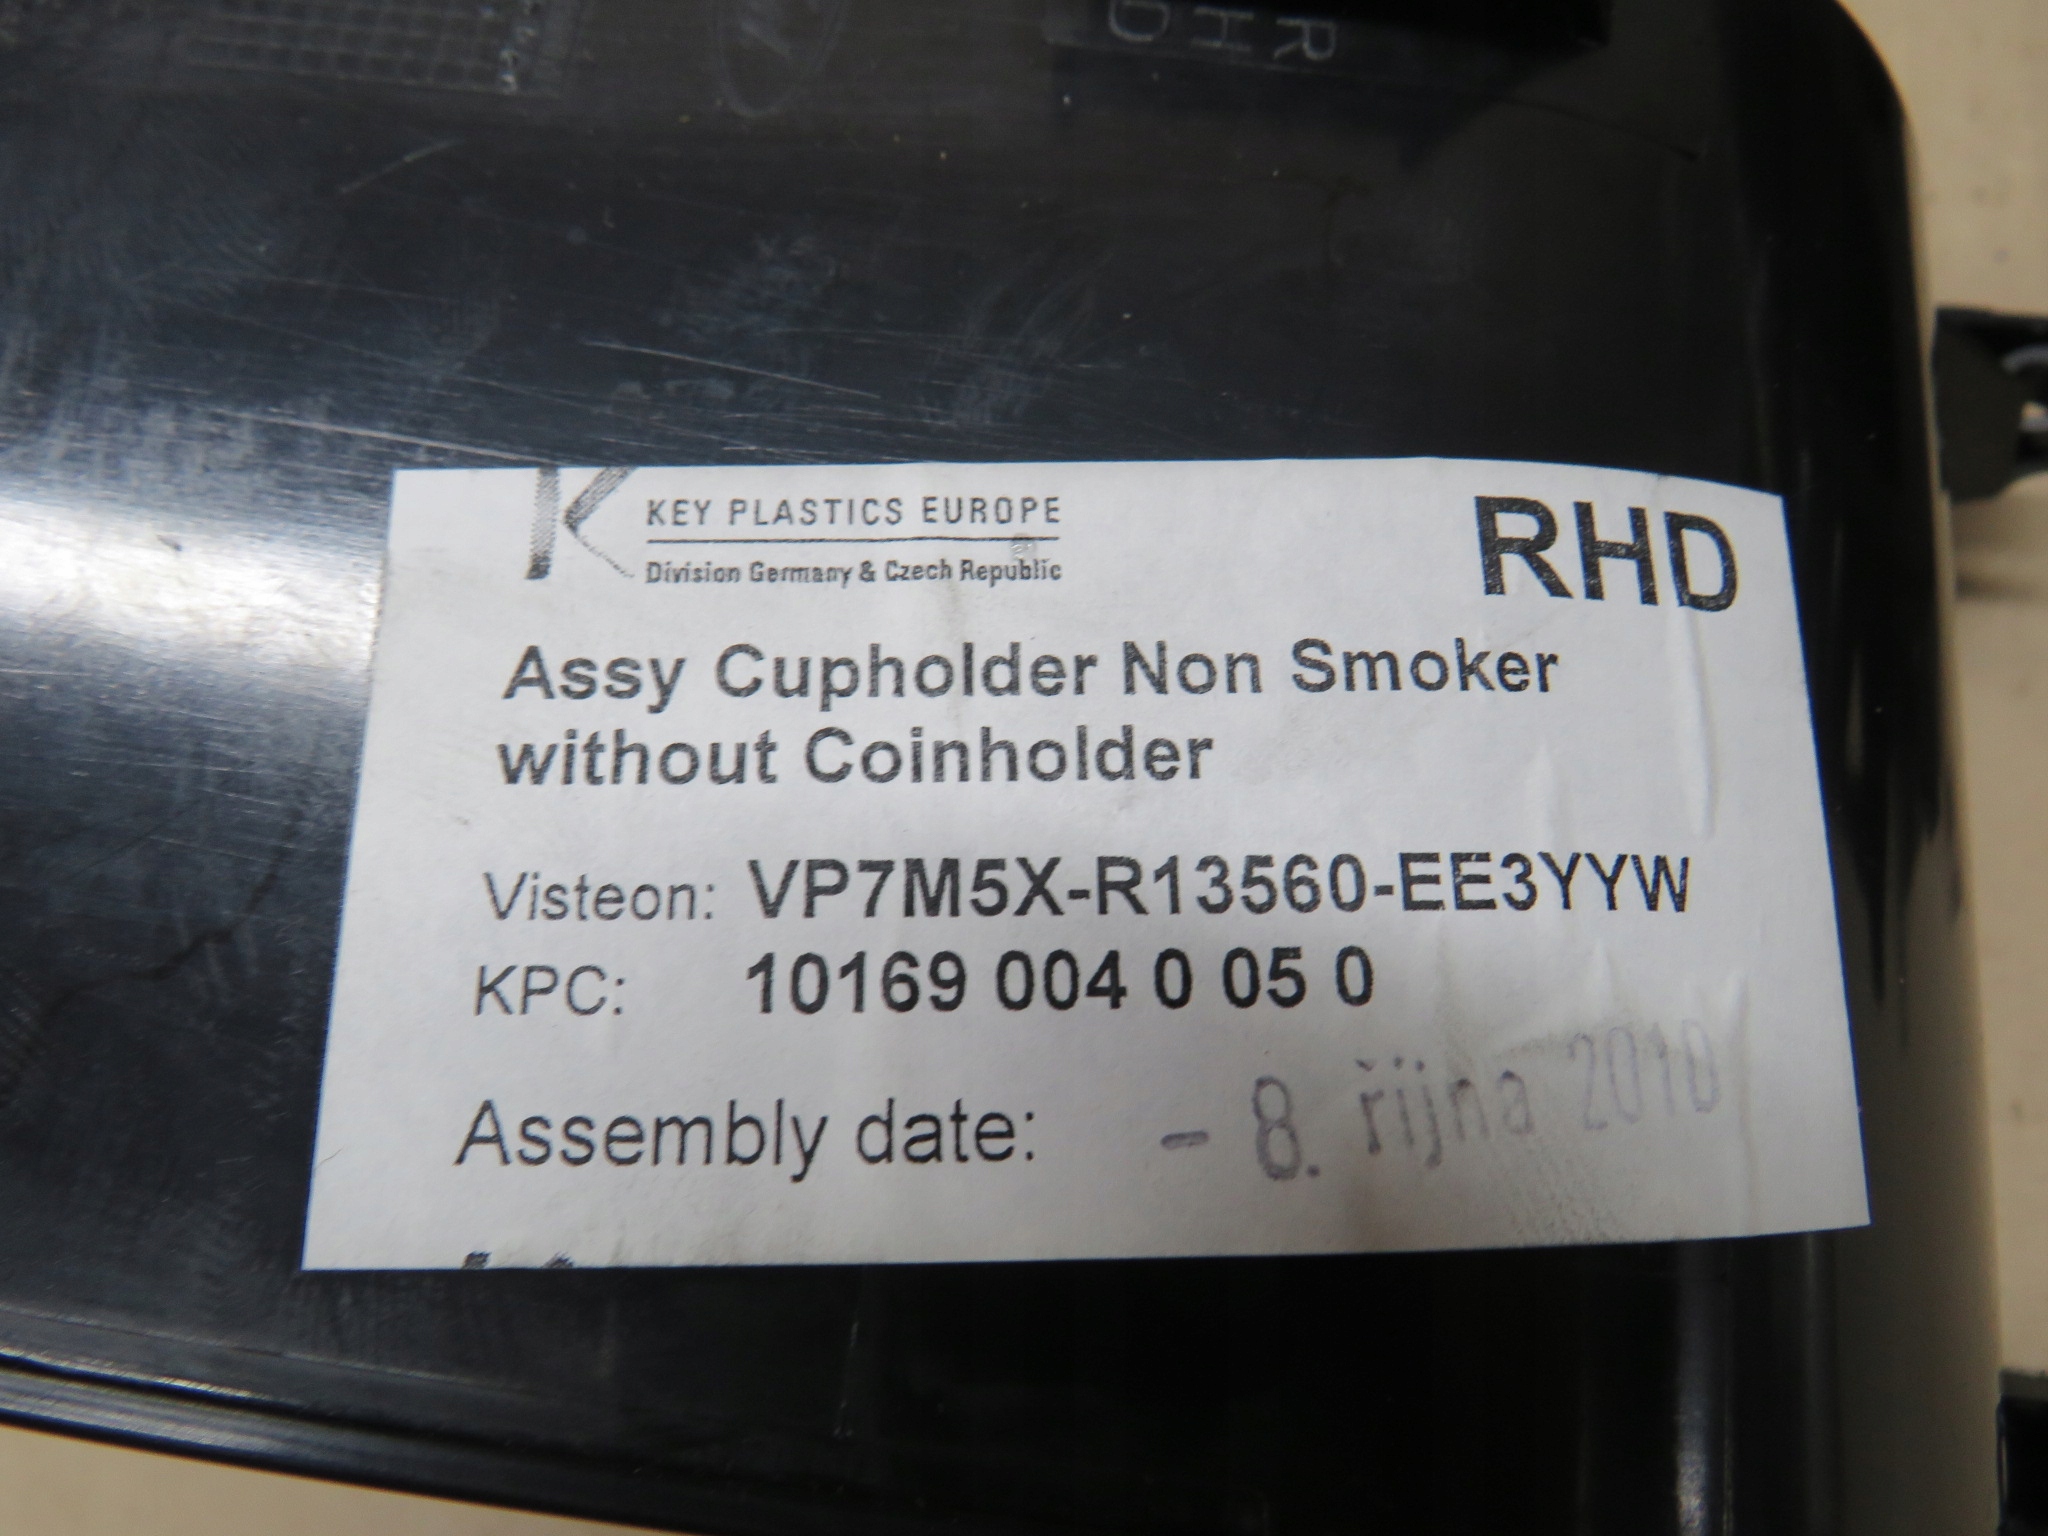 RHD
KEY PLASTICS EUROPE
Division Germany & Czech Republic
RHD
Assy Cupholder Non Smoker
without Coinholder
Visteon: VP7M5X-R13560-EE3YYW
KPC: 10169 004 0 05 0
Assembly date: - 8. října 2010